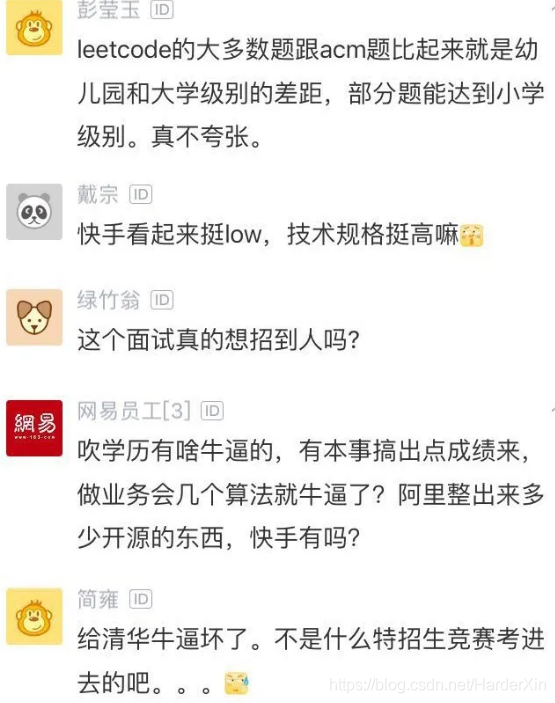 彭莹玉 ID
leetcode的大多数题跟acm题比起来就是幼
儿园和大学级别的差距，部分题能达到小学
级别。真不夸张。
戴宗 ID
快手看起来挺low，技术规格挺高嘛
绿竹翁 ID
这个面试真的想招到人吗？
網易
www·163·com
网易员工[3] ID
吹学历有啥牛逼的，有本事搞出点成绩来，
做业务会几个算法就牛逼了？阿里整出来多
少开源的东西，快手有吗？
简雍 ID
给清华牛逼坏了。不是什么特招生竞赛考进
去的吧。。。
https://blog.csdn.net/HarderXin